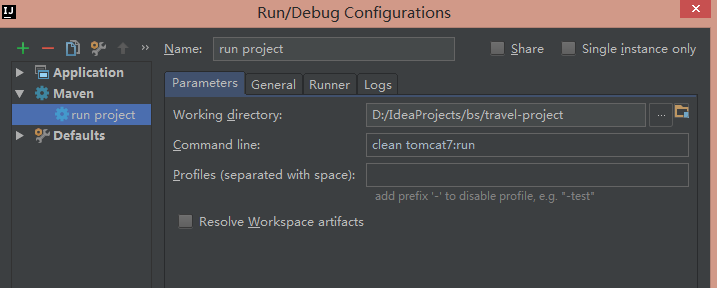 IJ
Run/Debug Configurations
Name: run project
Share
Single instance only
Application
Maven
run project
Defaults
Parameters General Runner Logs
Working directory: D:/IdeaProjects/bs/travel-project ...
Command line: clean tomcat7:run
Profiles (separated with space):
add prefix '-' to disable profile, e.g. "-test"
Resolve Workspace artifacts